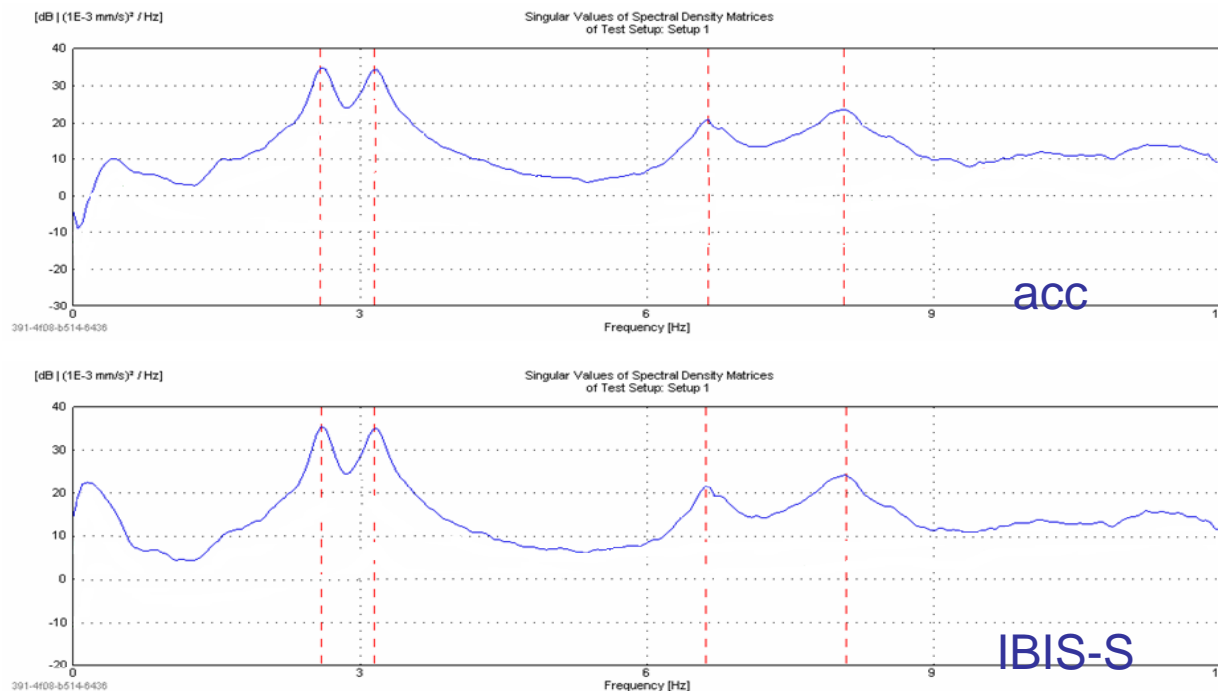 [dB | (1E-3 mm/s)² / Hz]
Singular Values of Spectral Density Matrices
of Test Setup: Setup 1
40
30
20
10
0
-10
-20
-30
0
3
6
9
1
acc
Frequency [Hz]
391-4f08-b514-6436
[dB | (1E-3 mm/s)² / Hz]
Singular Values of Spectral Density Matrices
of Test Setup: Setup 1
40
30
20
10
0
-10
-20
0
3
6
9
1
IBIS-S
Frequency [Hz]
391-4f08-b514-6436